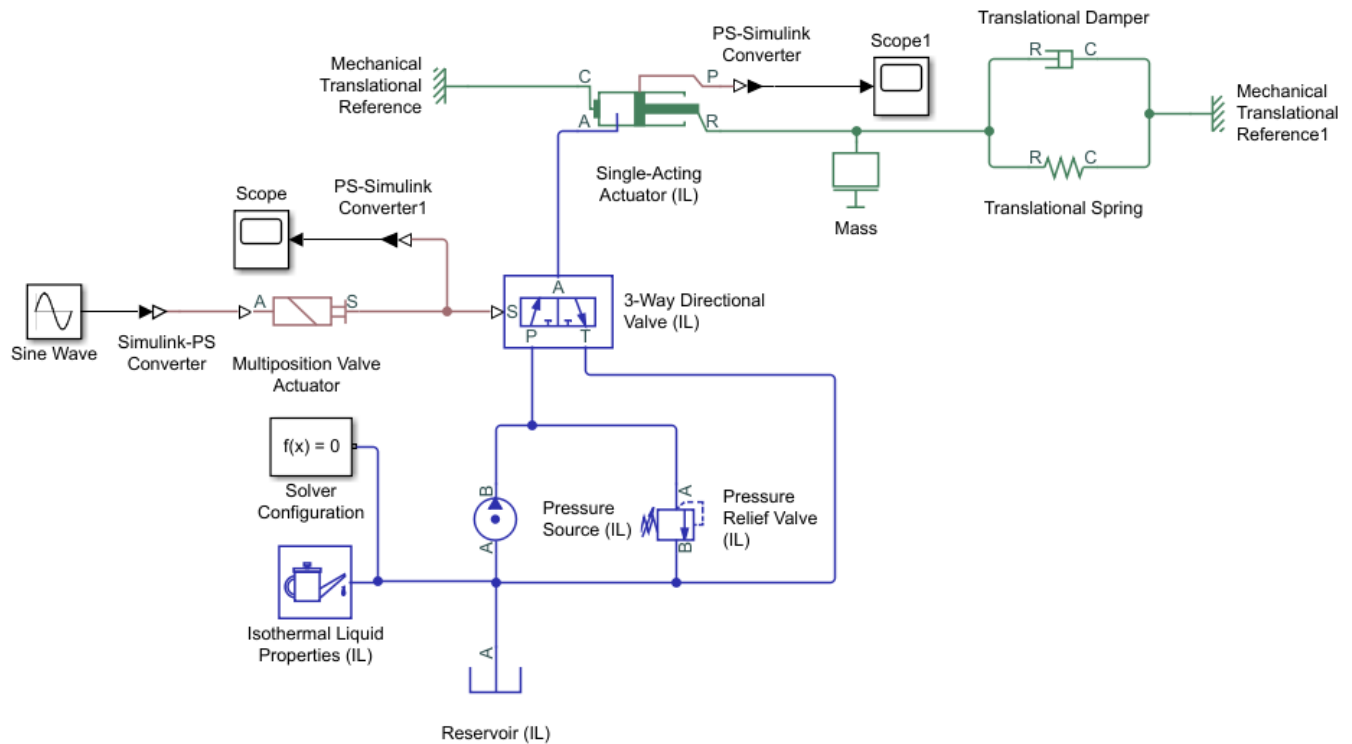 Translational Damper
R
C
PS-Simulink
Converter
Scope1
Mechanical
Translational
Reference
C
P
A
R
Mechanical
Translational
Reference1
R
C
Single-Acting
Actuator (IL)
Translational Spring
Mass
PS-Simulink
Converter1
Scope
A
S
S
A
P
T
3-Way Directional
Valve (IL)
Sine Wave
Simulink-PS
Converter
Multiposition Valve
Actuator
f(x) = 0
Solver
Configuration
B
A
Pressure
Source (IL)
A
B
Pressure
Relief Valve
(IL)
Isothermal Liquid
Properties (IL)
A
Reservoir (IL)